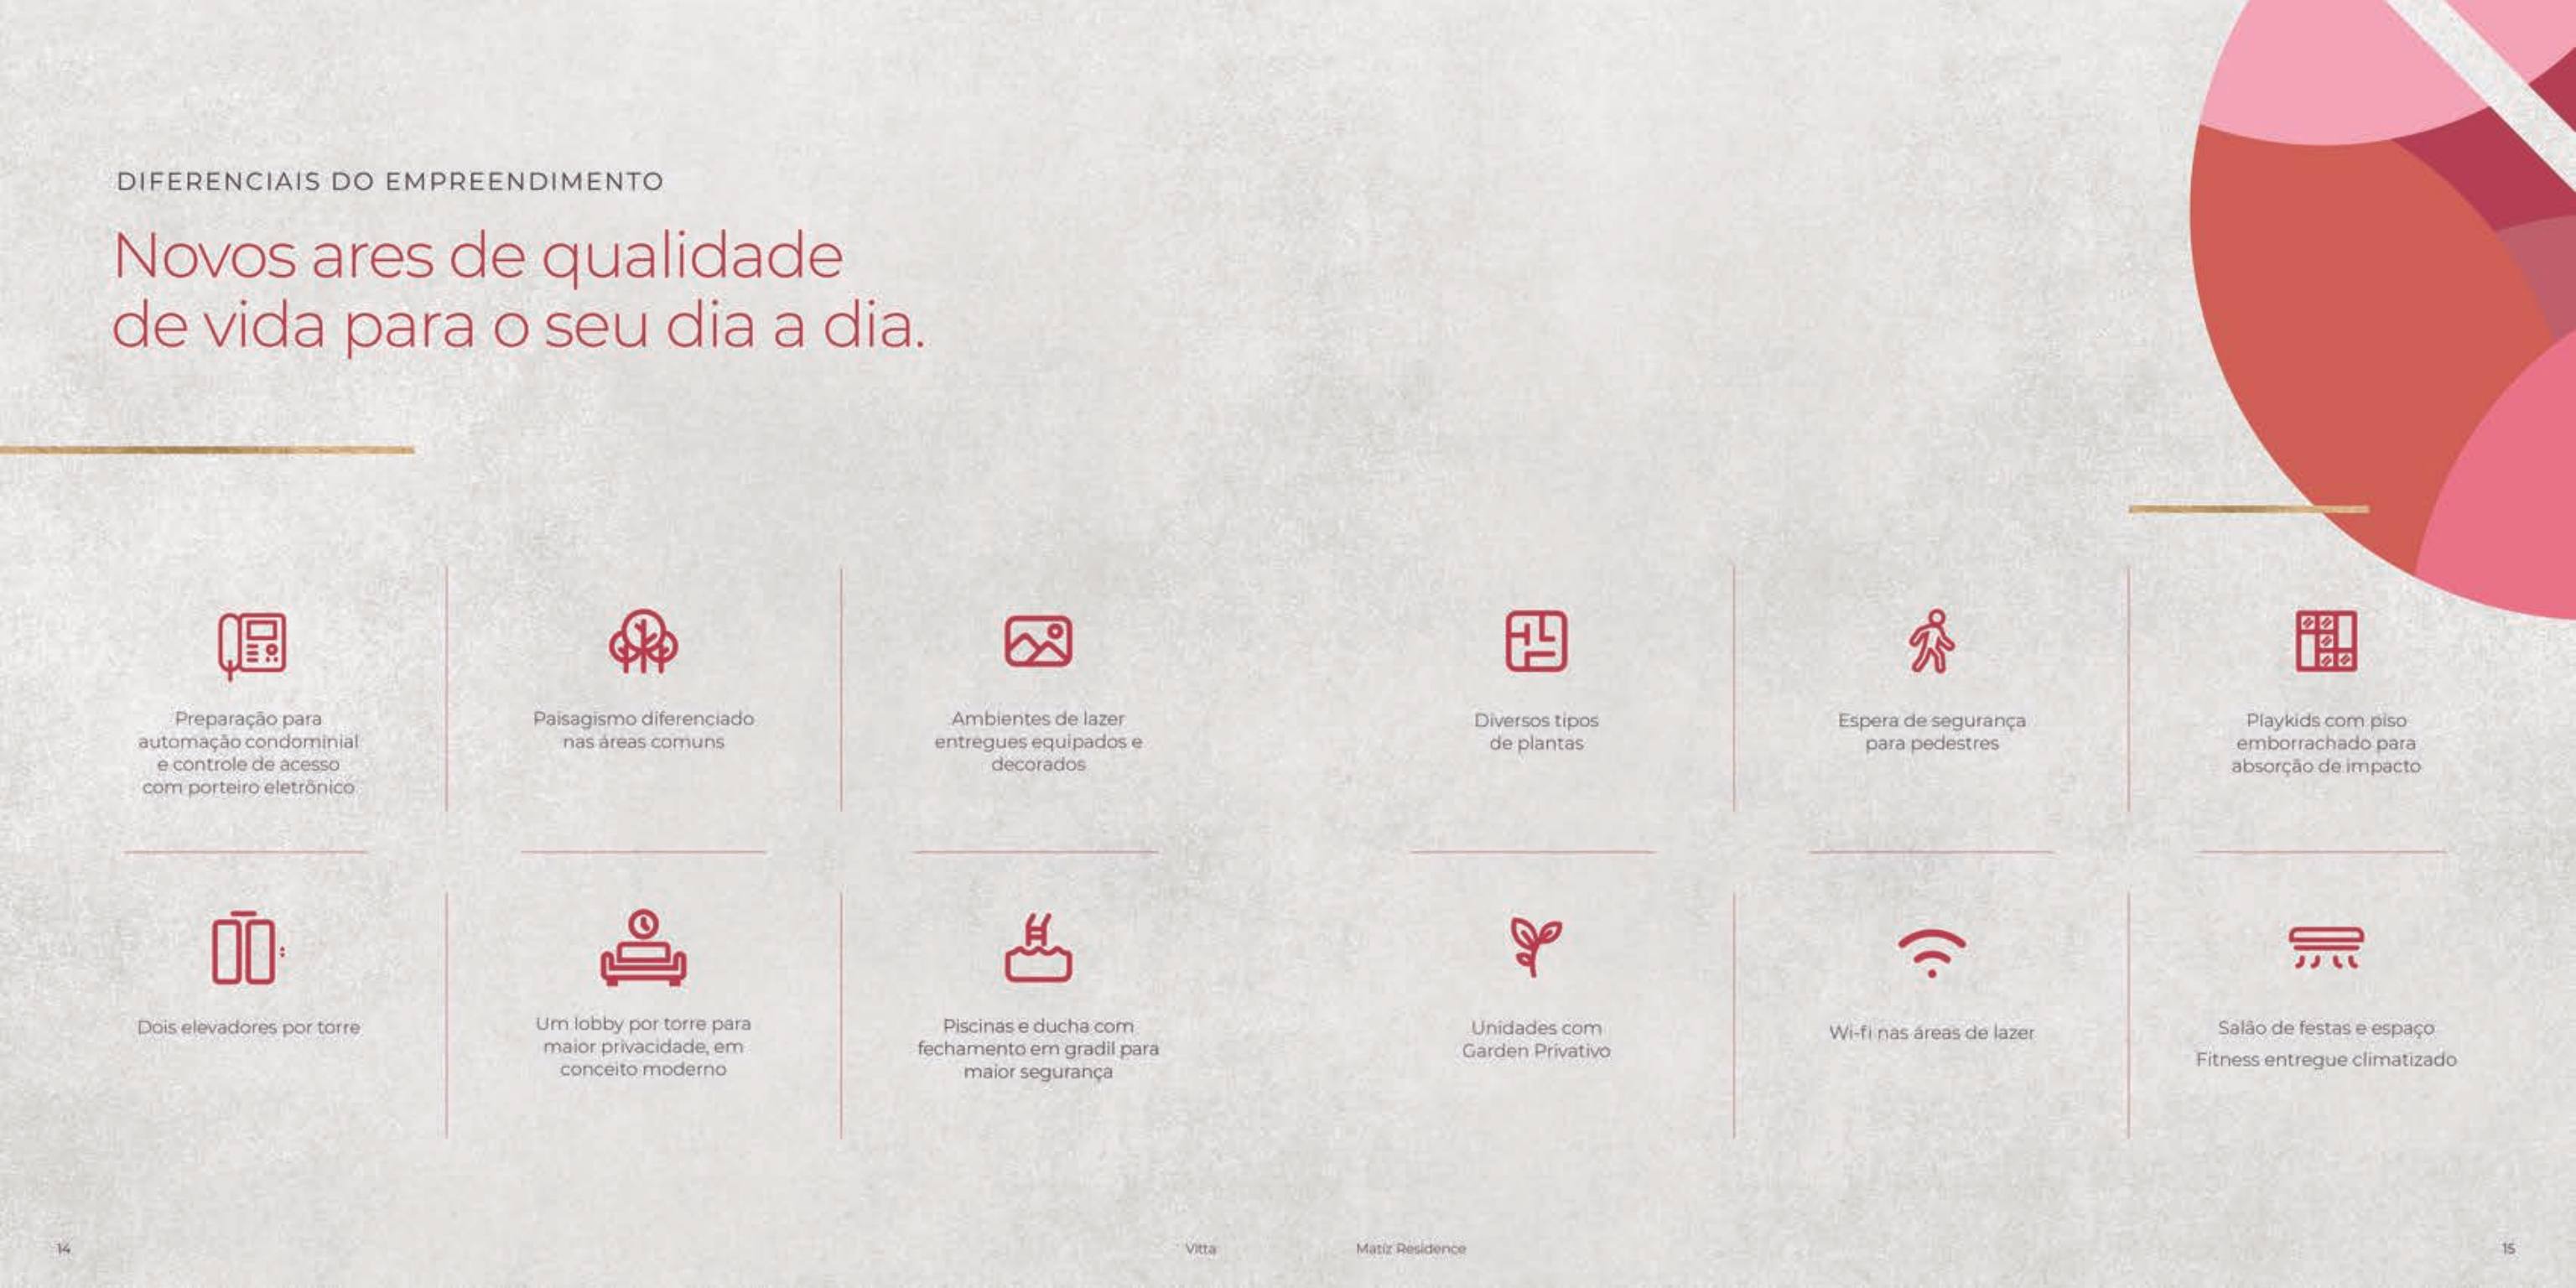 DIFERENCIAIS DO EMPREENDIMENTO
Novos ares de qualidade
de vida para o seu dia a dia.
Preparação para
automação condominial
e controle de acesso
com porteiro eletrônico
Paisagismo diferenciado
nas áreas comuns
Ambientes de lazer
entregues equipados e
decorados
Diversos tipos
de plantas
Espera de segurança
para pedestres
Playkids com piso
emborrachado para
absorção de impacto
Dois elevadores por torre
Um lobby por torre para
maior privacidade, em
conceito moderno
Piscinas e ducha com
fechamento em gradil para
maior segurança
Unidades com
Garden Privativo
Wi-fi nas áreas de lazer
Salão de festas e espaço
Fitness entregue climatizado
14
Vitta
Matiz Residence
15